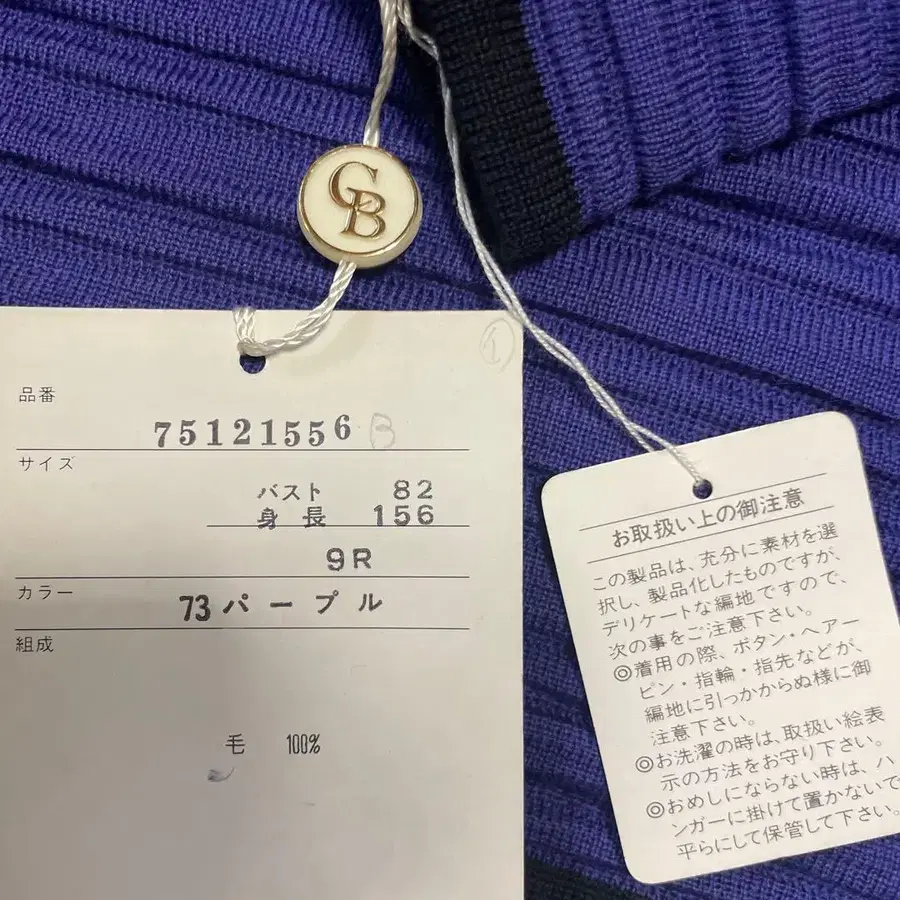 CB
①
品番
75121556 B
サイズ
バスト 82
身長 156
9R
カラー
73 パープル
組成
毛 100%
お取扱い上の御注意
この製品は、充分に素材を選
択し、製品化したものですが、
デリケートな編地ですので、
次の事をご注意下さい。
◎着用の際、ボタン・ヘアー
ピン・指輪・指先などが、
編地に引っかからぬ様に御
注意下さい。
◎お洗濯の時は、取扱い絵表
示の方法をお守り下さい。
◎おめしにならない時は、ハ
ンガーに掛けて置かないで
平らにして保管して下さい。